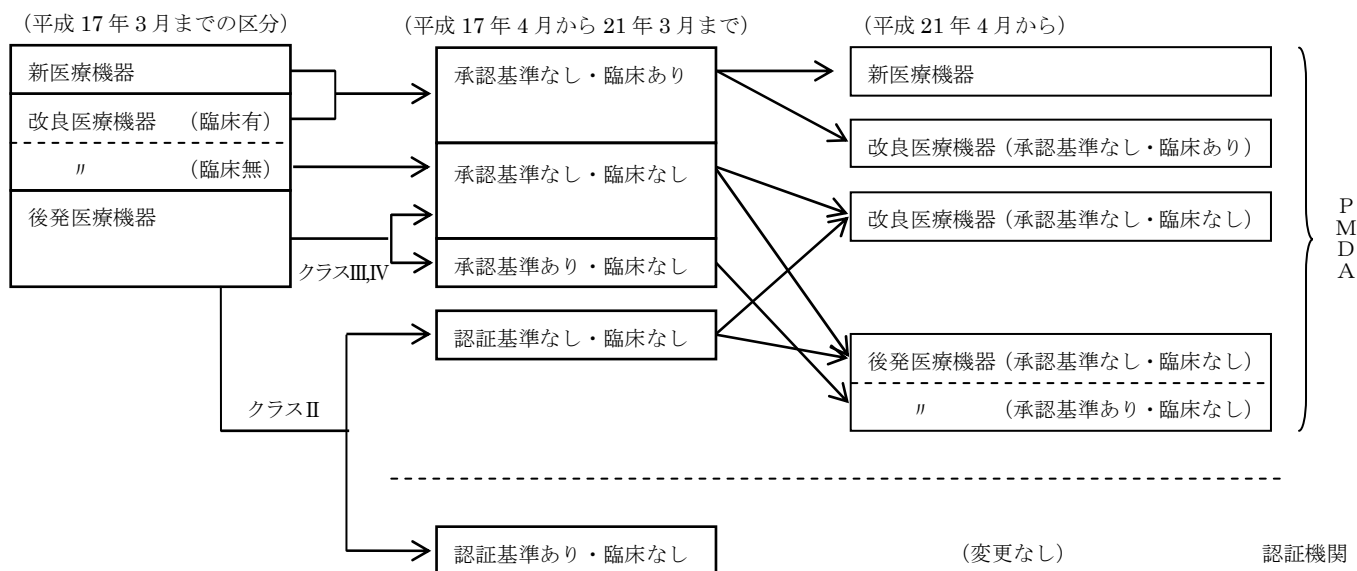 （平成 17 年 3 月までの区分）
（平成 17 年 4 月から 21 年 3 月まで）
（平成 21 年 4 月から）
新医療機器
改良医療機器　（臨床有）
〃　（臨床無）
後発医療機器
クラスⅢ,Ⅳ
クラスⅡ
承認基準なし・臨床あり
承認基準なし・臨床なし
承認基準あり・臨床なし
認証基準なし・臨床なし
認証基準あり・臨床なし
新医療機器
改良医療機器（承認基準なし・臨床あり）
改良医療機器（承認基準なし・臨床なし）
後発医療機器（承認基準なし・臨床なし）
〃　（承認基準あり・臨床なし）
（変更なし）
ＰＭＤＡ
認証機関